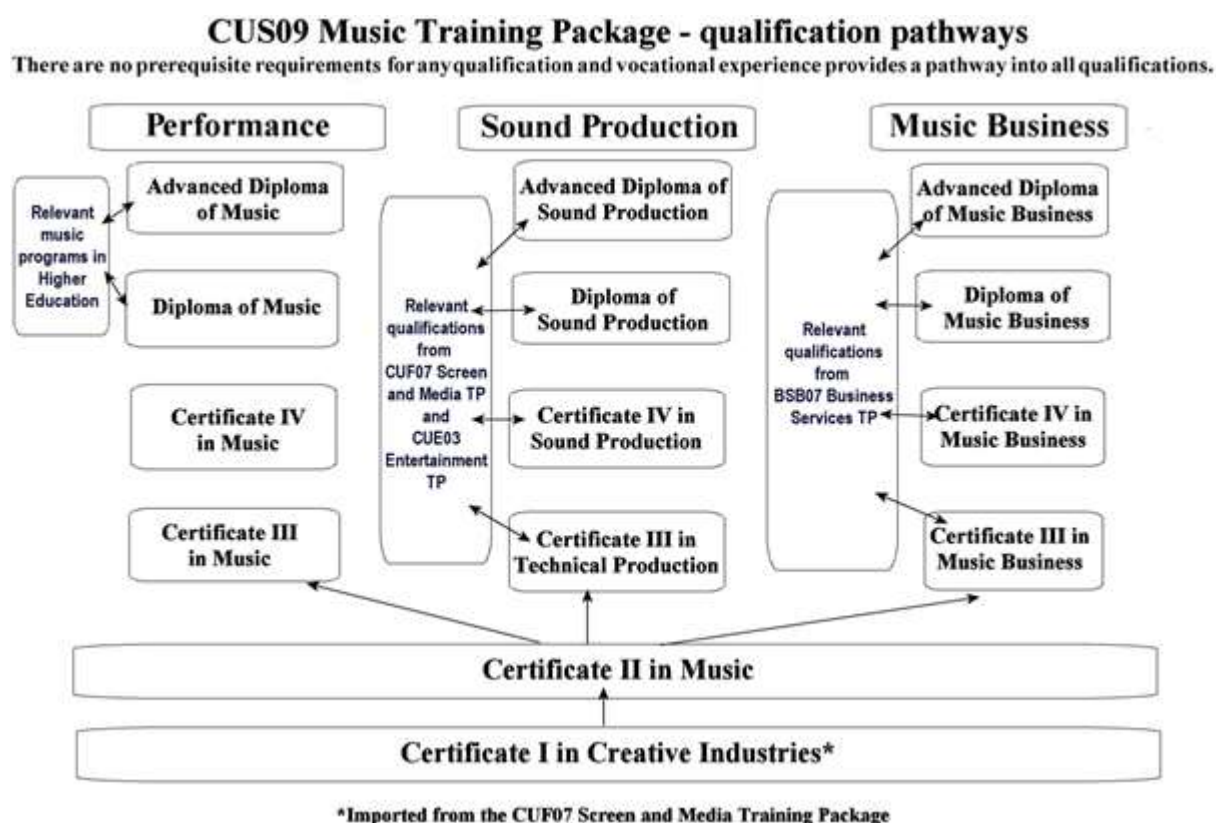 CUS09 Music Training Package - qualification pathways
There are no prerequisite requirements for any qualification and vocational experience provides a pathway into all qualifications.
Performance
Sound Production
Music Business
Relevant
music
programs in
Higher
Education
Advanced Diploma
of Music
Diploma of Music
Certificate IV
in Music
Certificate III
in Music
Relevant
qualifications
from
CUF07 Screen
and Media TP
and
CUE03
Entertainment
TP
Advanced Diploma of
Sound Production
Diploma of
Sound Production
Certificate IV in
Sound Production
Certificate III in
Technical Production
Relevant
qualifications
from
BSB07 Business
Services TP
Advanced Diploma
of Music Business
Diploma of
Music Business
Certificate IV in
Music Business
Certificate III in
Music Business
Certificate II in Music
Certificate I in Creative Industries*
*Imported from the CUF07 Screen and Media Training Package